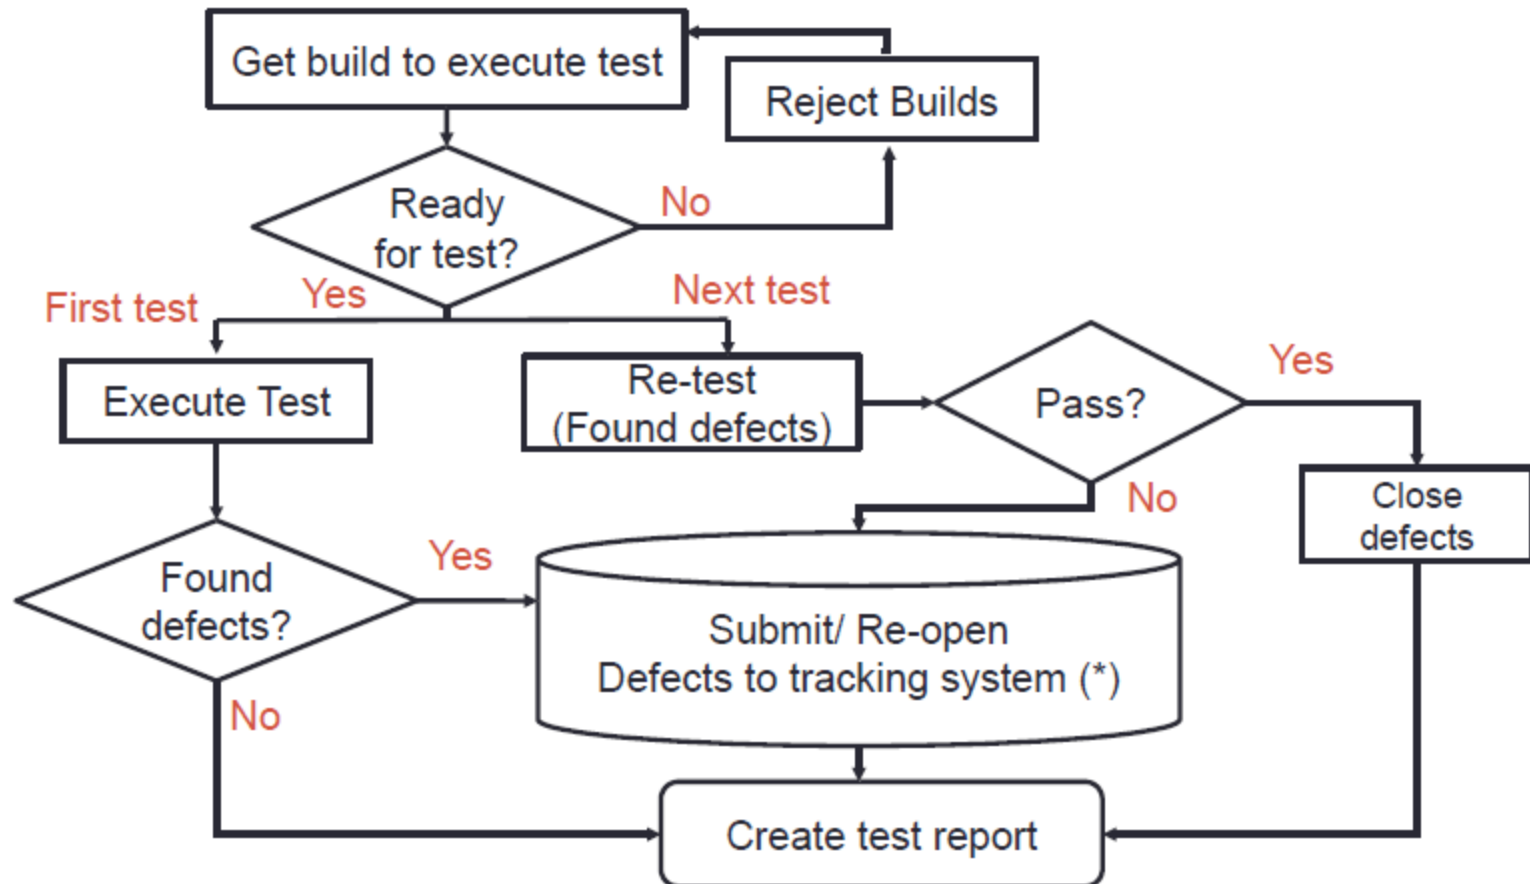 Get build to execute test
Reject Builds
Ready
for test?
No
Yes
First test
Next test
Execute Test
Re-test
(Found defects)
Pass?
Yes
No
Close
defects
Found
defects?
Yes
No
Submit/ Re-open
Defects to tracking system (*)
Create test report